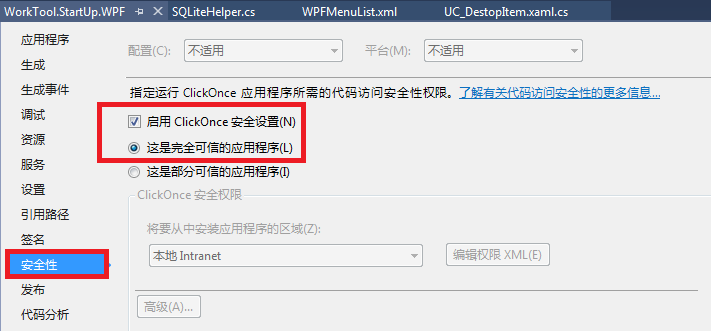 WorkTool.StartUp.WPF SQLiteHelper.cs WPFMenuList.xml UC_DestopItem.xaml.cs
应用程序
配置(C): 不适用 平台(M): 不适用
生成
生成事件
指定运行 ClickOnce 应用程序所需的代码访问安全性权限。了解有关代码访问安全性的更多信息...
调试
启用 ClickOnce 安全设置(N)
资源
这是完全可信的应用程序(L)
服务
这是部分可信的应用程序(I)
设置
ClickOnce 安全权限
引用路径
将要从中安装应用程序的区域(Z):
签名
本地 Intranet 编辑权限 XML(E)
安全性
发布
高级(A)...
代码分析